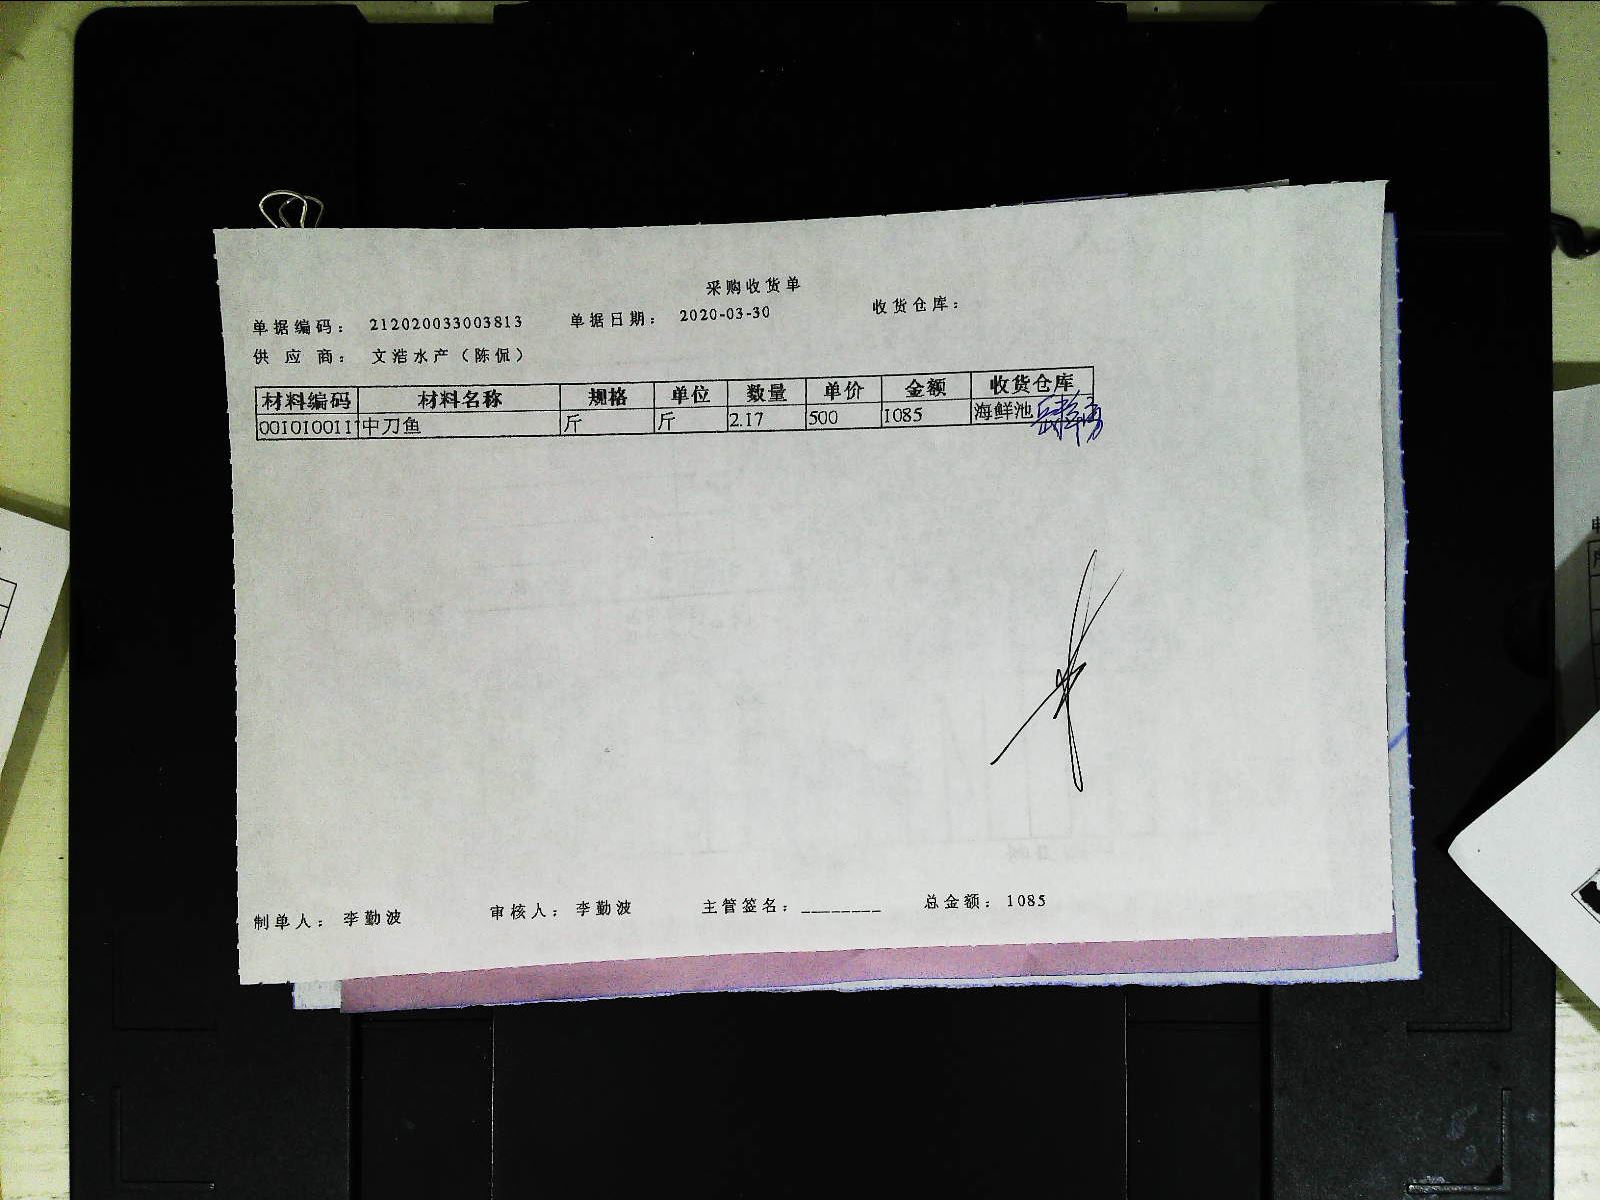 采购收货单
单据编码： 212020033003813 单据日期： 2020-03-30 收货仓库：
供应商： 文浩水产（陈侃）
材料编码 材料名称 规格 单位 数量 单价 金额 收货仓库
0010100111 中刀鱼 斤 斤 2.17 500 1085 海鲜池
制单人： 李勤波 审核人： 李勤波 主管签名：________ 总金额：1085